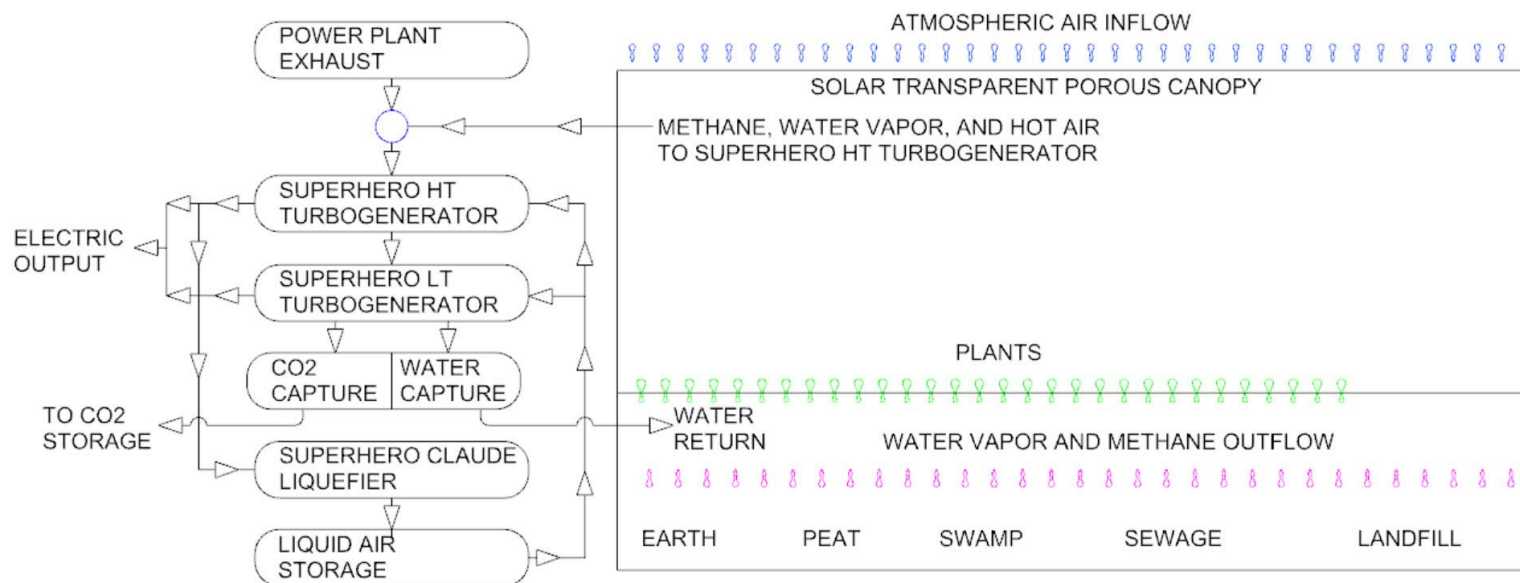 POWER PLANT
EXHAUST
ATMOSPHERIC AIR INFLOW
SOLAR TRANSPARENT POROUS CANOPY
METHANE, WATER VAPOR, AND HOT AIR
TO SUPERHERO HT TURBOGENERATOR
SUPERHERO HT
TURBOGENERATOR
ELECTRIC
OUTPUT
SUPERHERO LT
TURBOGENERATOR
CO2
CAPTURE
WATER
CAPTURE
PLANTS
TO CO2
STORAGE
WATER
RETURN
WATER VAPOR AND METHANE OUTFLOW
SUPERHERO CLAUDE
LIQUEFIER
LIQUID AIR
STORAGE
EARTH
PEAT
SWAMP
SEWAGE
LANDFILL